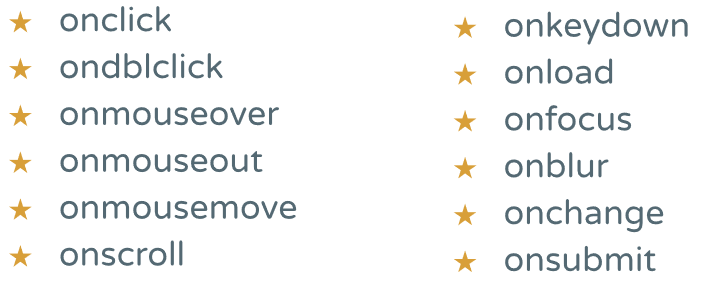 onclick
ondblclick
onmouseover
onmouseout
onmousemove
onscroll
onkeydown
onload
onfocus
onblur
onchange
onsubmit